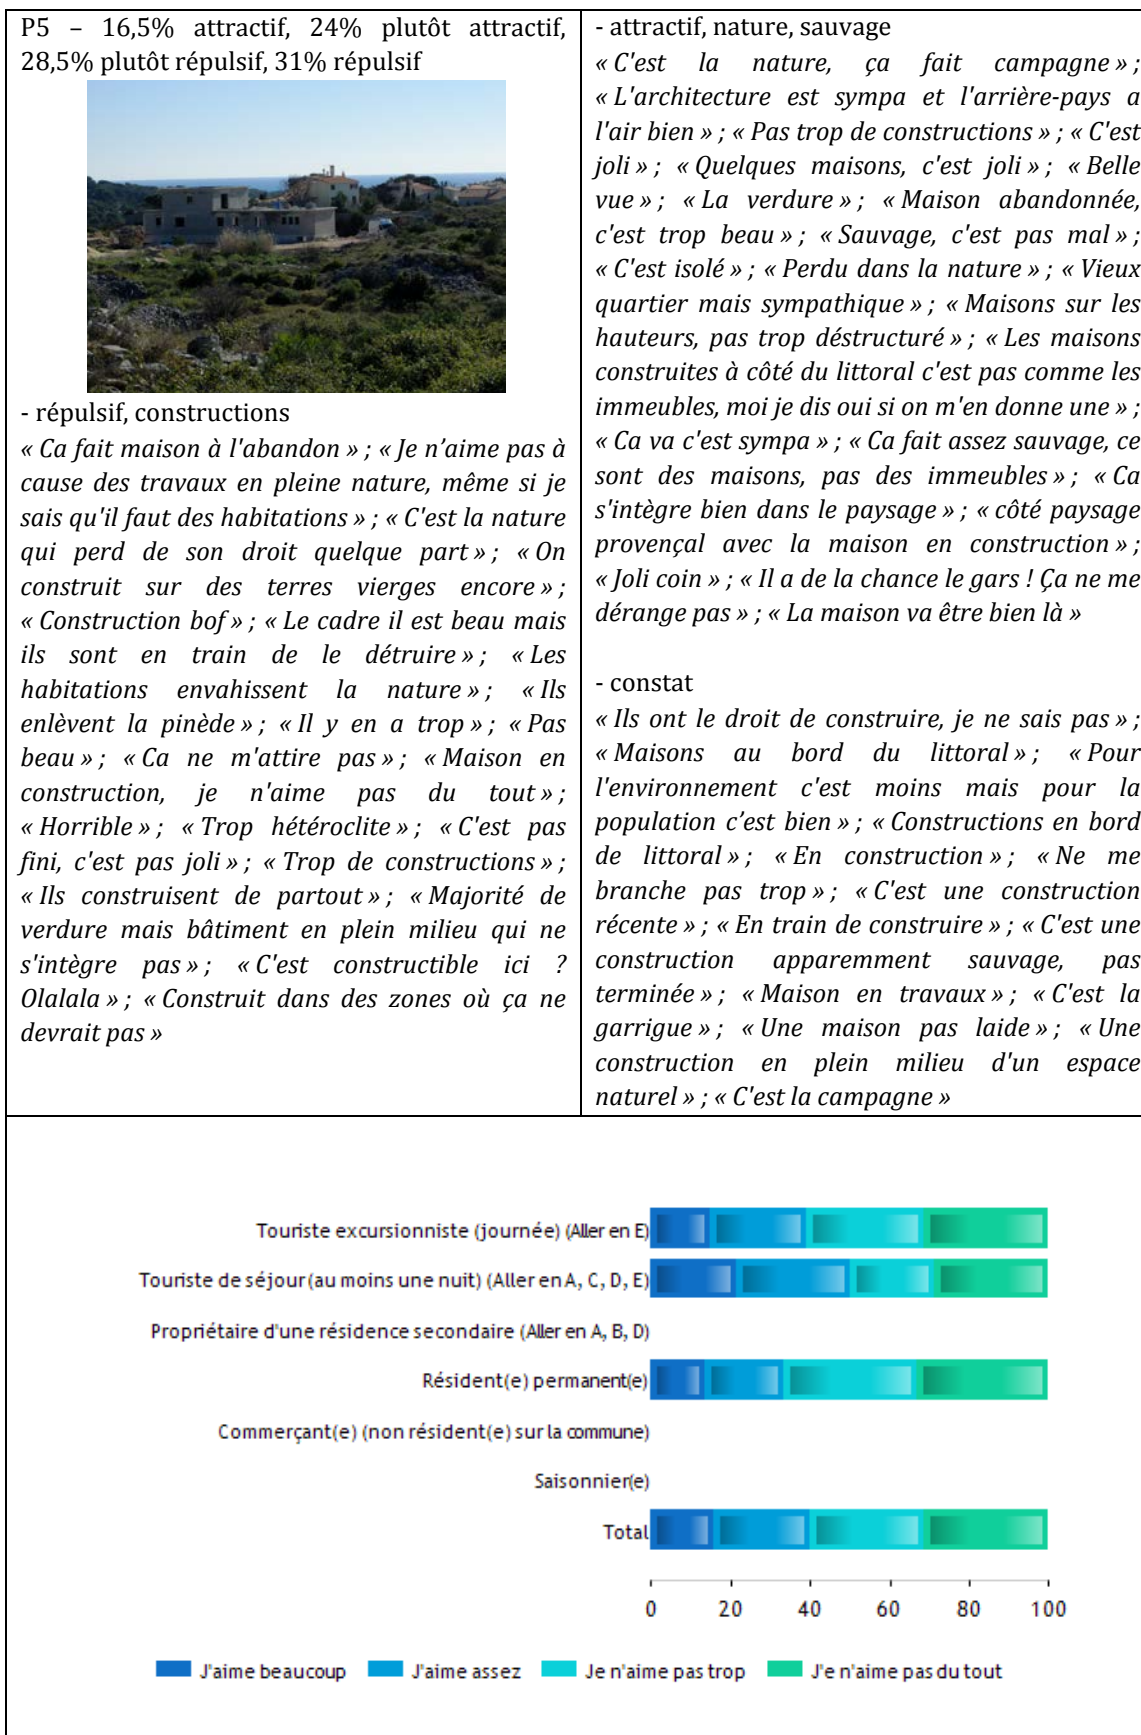 P5 – 16,5% attractif, 24% plutôt attractif,
28,5% plutôt répulsif, 31% répulsif
- répulsif, constructions
« Ca fait maison à l'abandon » ; « Je n’aime pas à
cause des travaux en pleine nature, même si je
sais qu'il faut des habitations » ; « C'est la nature
qui perd de son droit quelque part » ; « On
construit sur des terres vierges encore » ;
« Construction bof » ; « Le cadre il est beau mais
ils sont en train de le détruire » ; « Les
habitations envahissent la nature » ; « Ils
enlèvent la pinède » ; « Il y en a trop » ; « Pas
beau » ; « Ca ne m'attire pas » ; « Maison en
construction, je n'aime pas du tout » ;
« Horrible » ; « Trop hétéroclite » ; « C'est pas
fini, c'est pas joli » ; « Trop de constructions » ;
« Ils construisent de partout » ; « Majorité de
verdure mais bâtiment en plein milieu qui ne
s'intègre pas » ; « C'est constructible ici ?
Olalala » ; « Construit dans des zones où ça ne
devrait pas »
- attractif, nature, sauvage
« C'est la nature, ça fait campagne » ;
« L'architecture est sympa et l'arrière-pays a
l'air bien » ; « Pas trop de constructions » ; « C'est
joli » ; « Quelques maisons, c'est joli » ; « Belle
vue » ; « La verdure » ; « Maison abandonnée,
c'est trop beau » ; « Sauvage, c'est pas mal » ;
« C'est isolé » ; « Perdu dans la nature » ; « Vieux
quartier mais sympathique » ; « Maisons sur les
hauteurs, pas trop déstructuré » ; « Les maisons
construites à côté du littoral c'est pas comme les
immeubles, moi je dis oui si on m'en donne une » ;
« Ca va c'est sympa » ; « Ca fait assez sauvage, ce
sont des maisons, pas des immeubles » ; « Ca
s'intègre bien dans le paysage » ; « côté paysage
provençal avec la maison en construction » ;
« Joli coin » ; « Il a de la chance le gars ! Ça ne me
dérange pas » ; « La maison va être bien là »
- constat
« Ils ont le droit de construire, je ne sais pas » ;
« Maisons au bord du littoral » ; « Pour
l'environnement c'est moins mais pour la
population c’est bien » ; « Constructions en bord
de littoral » ; « En construction » ; « Ne me
branche pas trop » ; « C'est une construction
récente » ; « En train de construire » ; « C'est une
construction apparemment sauvage, pas
terminée » ; « Maison en travaux » ; « C'est la
garrigue » ; « Une maison pas laide » ; « Une
construction en plein milieu d'un espace
naturel » ; « C'est la campagne »
Touriste excursionniste (journée) (Aller en E)
Touriste de séjour (au moins une nuit) (Aller en A, C, D, E)
Propriétaire d'une résidence secondaire (Aller en A, B, D)
Résident(e) permanent(e)
Commerçant(e) (non résident(e) sur la commune)
Saisonnier(e)
Total
0 20 40 60 80 100
J'aime beaucoup J'aime assez Je n'aime pas trop J'e n'aime pas du tout